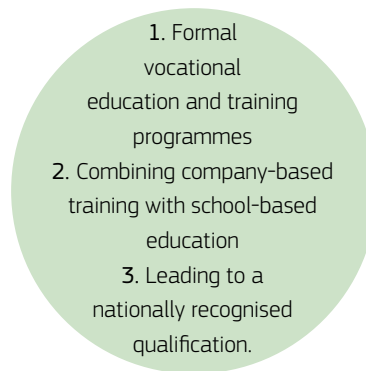 1. Formal
vocational
education and training
programmes
2. Combining company-based
training with school-based
education
3. Leading to a
nationally recognised
qualification.